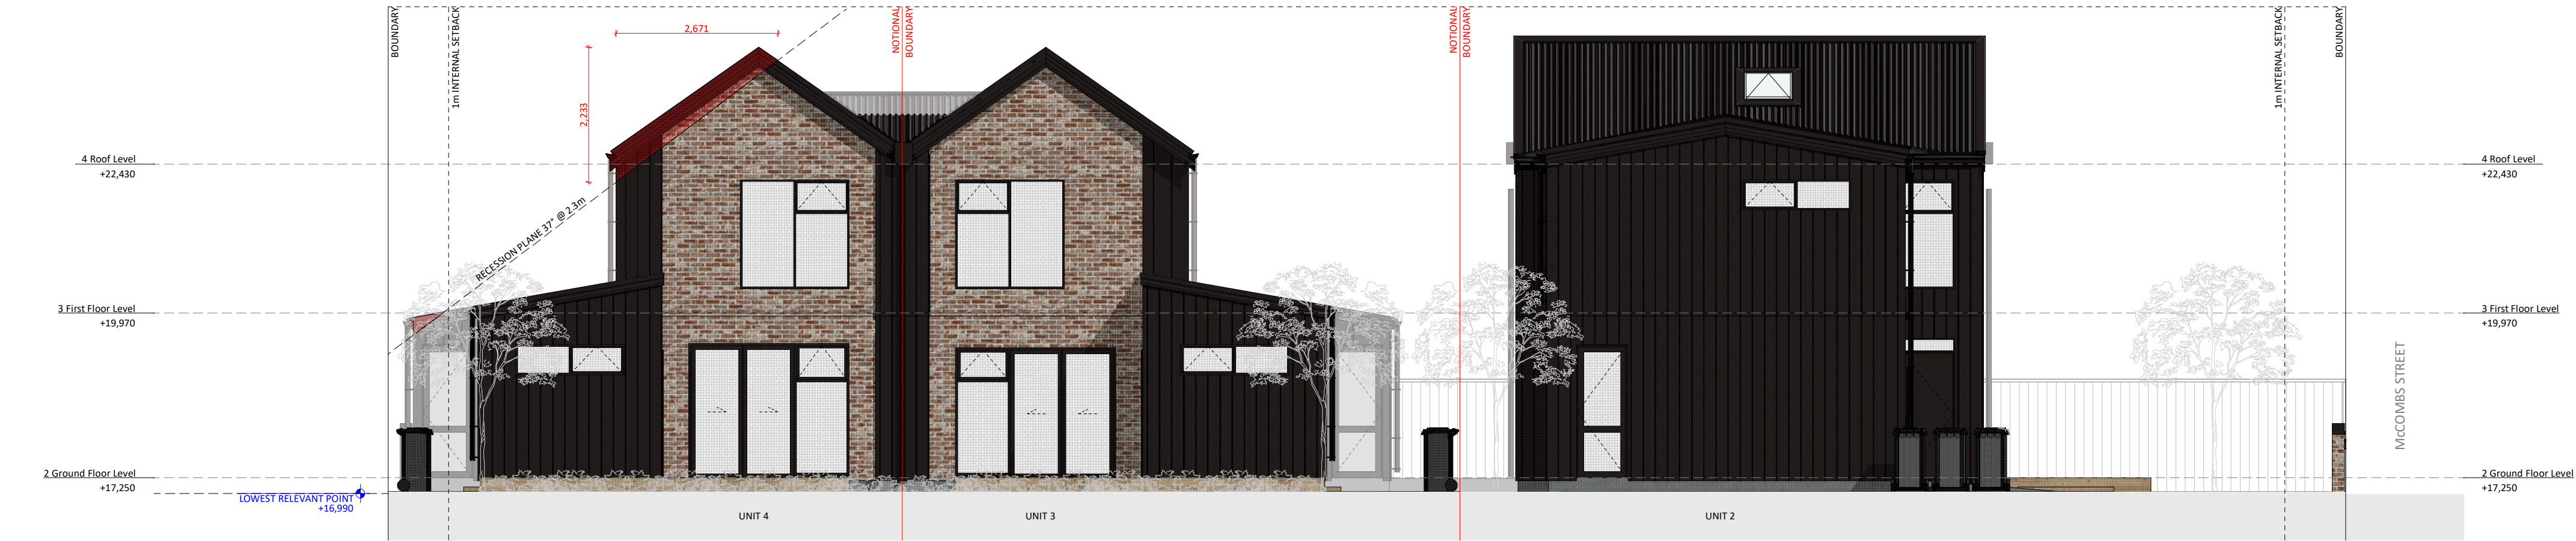 BOUNDARY
1m INTERNAL SETBACK
2,671
NOTIONAL
BOUNDARY
NOTIONAL
BOUNDARY
1m INTERNAL SETBACK
BOUNDARY
2,233
4 Roof Level
+22,430
4 Roof Level
+22,430
RECESSION PLANE 37° @ 2.3m
3 First Floor Level
+19,970
3 First Floor Level
+19,970
McCOMBS STREET
2 Ground Floor Level
+17,250
2 Ground Floor Level
+17,250
LOWEST RELEVANT POINT
+16,990
UNIT 4
UNIT 3
UNIT 2